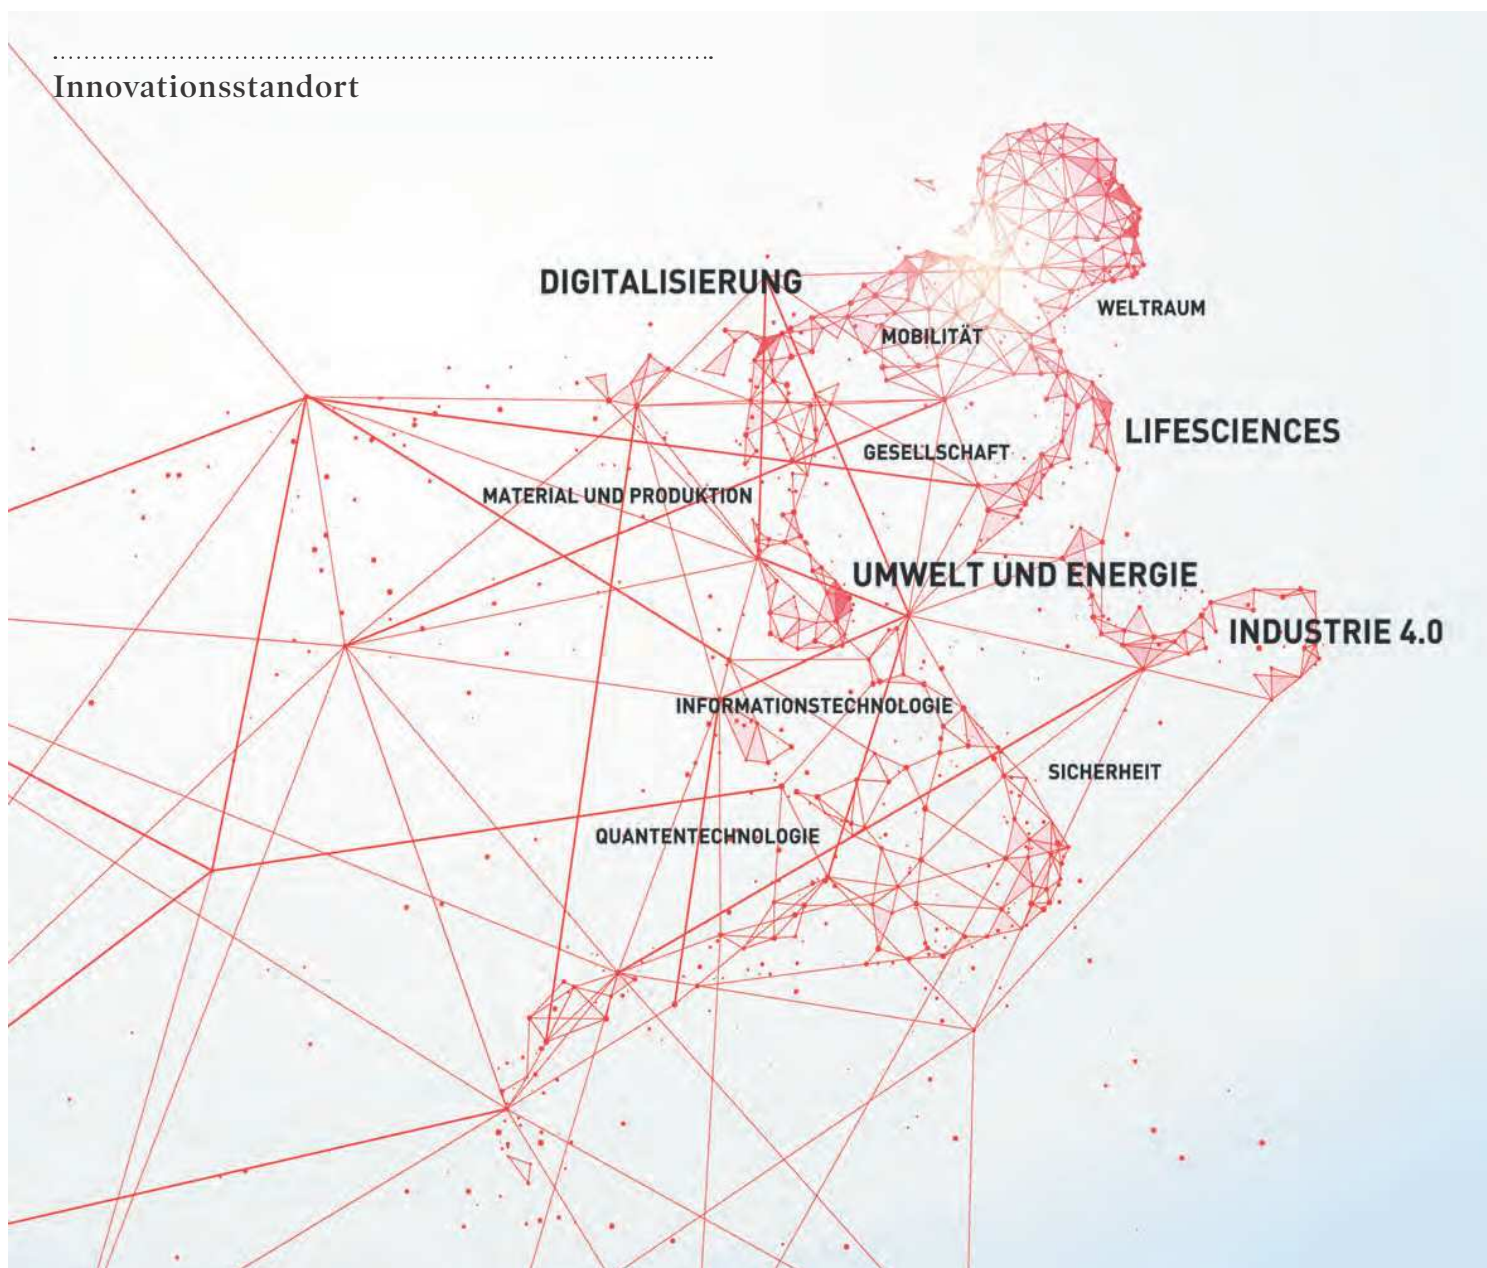 Innovationsstandort
DIGITALISIERUNG
WELTRAUM
MOBILITÄT
LIFESCIENCES
GESELLSCHAFT
MATERIAL UND PRODUKTION
UMWELT UND ENERGIE
INDUSTRIE 4.0
INFORMATIONSTECHNOLOGIE
SICHERHEIT
QUANTENTECHNOLOGIE